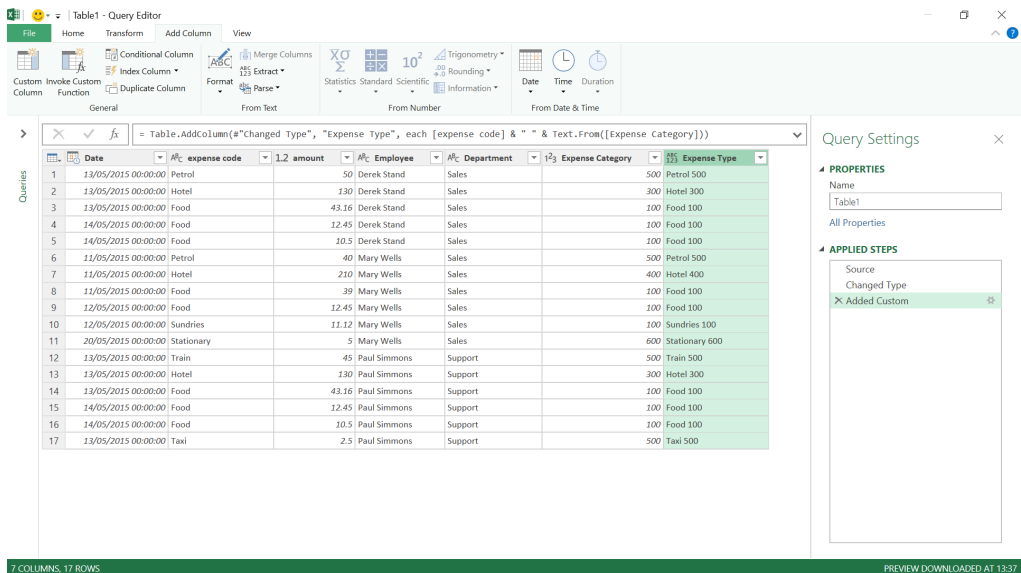 Table1 - Query Editor
File Home Transform Add Column View
Custom Column
Invoke Custom Function
Conditional Column
Index Column
Duplicate Column
General
ABC
Format
Merge Columns
ABC 123 Extract
abc Parse
From Text
XΣ Statistics
Standard
10² Scientific
Trigonometry
.00 Rounding
Information
From Number
Date
Time
Duration
From Date & Time
Queries
fx = Table.AddColumn(#"Changed Type", "Expense Type", each [expense code] & " " & Text.From([Expense Category]))
Date ABC expense code 1.2 amount ABC Employee ABC Department 1²3 Expense Category ABC 123 Expense Type
1 13/05/2015 00:00:00 Petrol 50 Derek Stand Sales 500 Petrol 500
2 13/05/2015 00:00:00 Hotel 130 Derek Stand Sales 300 Hotel 300
3 13/05/2015 00:00:00 Food 43.16 Derek Stand Sales 100 Food 100
4 14/05/2015 00:00:00 Food 12.45 Derek Stand Sales 100 Food 100
5 14/05/2015 00:00:00 Food 10.5 Derek Stand Sales 100 Food 100
6 11/05/2015 00:00:00 Petrol 40 Mary Wells Sales 500 Petrol 500
7 11/05/2015 00:00:00 Hotel 210 Mary Wells Sales 400 Hotel 400
8 11/05/2015 00:00:00 Food 39 Mary Wells Sales 100 Food 100
9 12/05/2015 00:00:00 Food 12.45 Mary Wells Sales 100 Food 100
10 12/05/2015 00:00:00 Sundries 11.12 Mary Wells Sales 100 Sundries 100
11 20/05/2015 00:00:00 Stationary 5 Mary Wells Sales 600 Stationary 600
12 13/05/2015 00:00:00 Train 45 Paul Simmons Support 500 Train 500
13 13/05/2015 00:00:00 Hotel 130 Paul Simmons Support 300 Hotel 300
14 13/05/2015 00:00:00 Food 43.16 Paul Simmons Support 100 Food 100
15 14/05/2015 00:00:00 Food 12.45 Paul Simmons Support 100 Food 100
16 14/05/2015 00:00:00 Food 10.5 Paul Simmons Support 100 Food 100
17 13/05/2015 00:00:00 Taxi 2.5 Paul Simmons Support 500 Taxi 500
Query Settings
PROPERTIES
Name
Table1
All Properties
APPLIED STEPS
Source
Changed Type
Added Custom
7 COLUMNS, 17 ROWS
PREVIEW DOWNLOADED AT 13:37